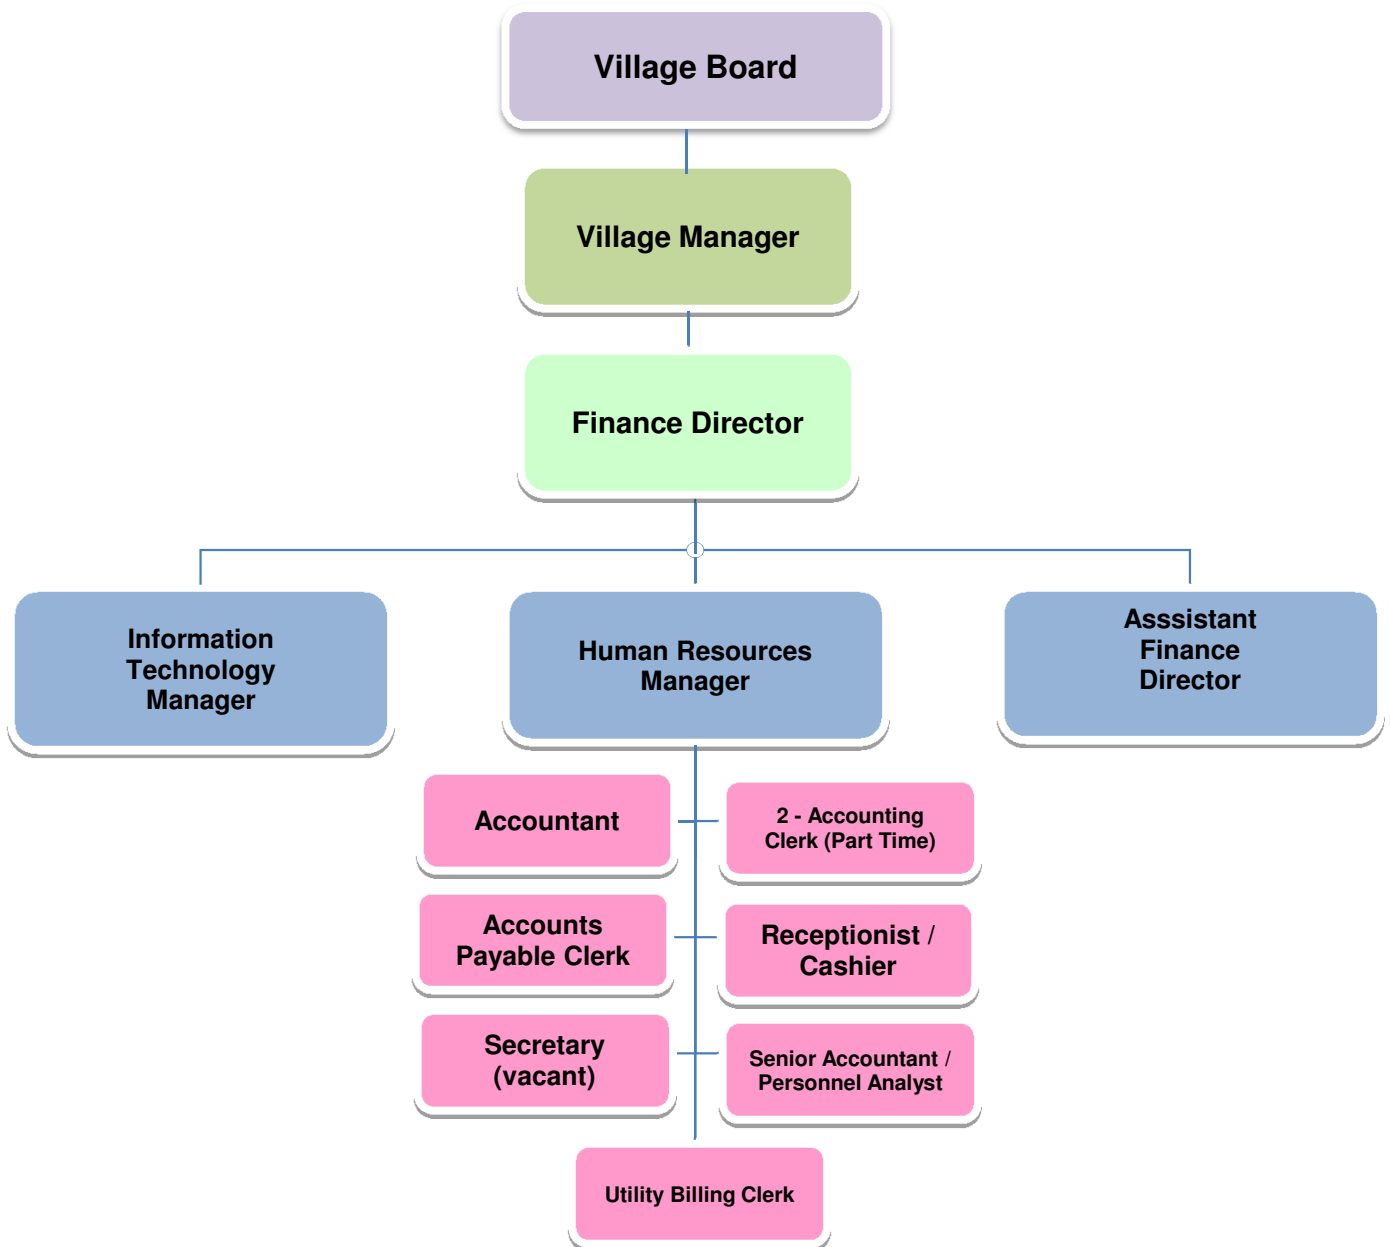 Village Board
Village Manager
Finance Director
Information
Technology
Manager
Human Resources
Manager
Asssistant
Finance
Director
Accountant
2 - Accounting
Clerk (Part Time)
Accounts
Payable Clerk
Receptionist /
Cashier
Secretary
(vacant)
Senior Accountant /
Personnel Analyst
Utility Billing Clerk